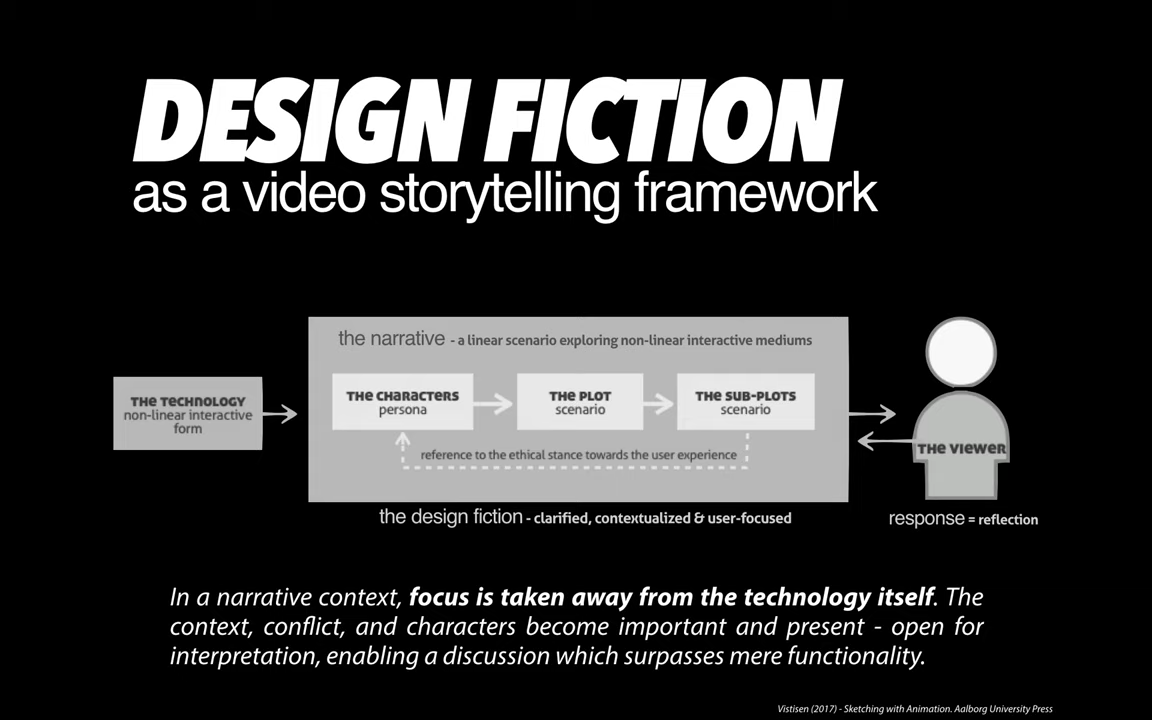 DESIGN FICTION
as a video storytelling framework
the narrative - a linear scenario exploring non-linear interactive mediums
THE TECHNOLOGY
non-linear interactive
form
THE CHARACTERS
persona
THE PLOT
scenario
THE SUB-PLOTS
scenario
reference to the ethical stance towards the user experience
THE VIEWER
the design fiction - clarified, contextualized & user-focused
response = reflection
In a narrative context, focus is taken away from the technology itself. The
context, conflict, and characters become important and present - open for
interpretation, enabling a discussion which surpasses mere functionality.
Vistisen (2017) - Sketching with Animation. Aalborg University Press